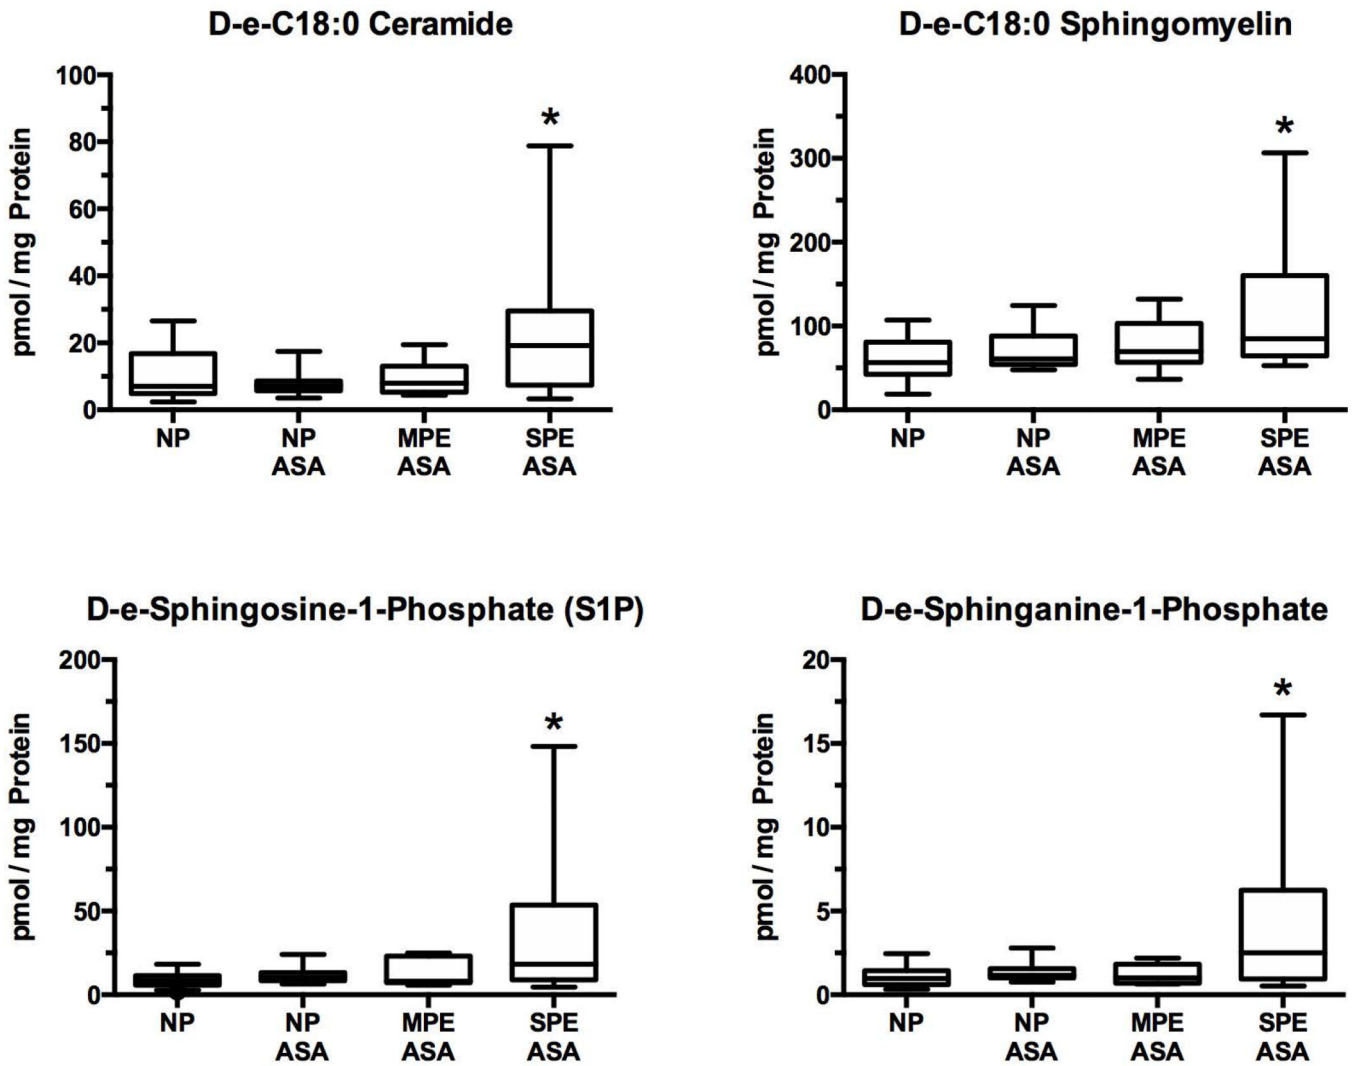 D-e-C18:0 Ceramide
pmol / mg Protein
100
80
60
40
20
0
*
NP
NP
ASA
MPE
ASA
SPE
ASA
D-e-C18:0 Sphingomyelin
pmol / mg Protein
400
300
200
100
0
*
NP
NP
ASA
MPE
ASA
SPE
ASA
D-e-Sphingosine-1-Phosphate (S1P)
pmol / mg Protein
200
150
100
50
0
*
NP
NP
ASA
MPE
ASA
SPE
ASA
D-e-Sphinganine-1-Phosphate
pmol / mg Protein
20
15
10
5
0
*
NP
NP
ASA
MPE
ASA
SPE
ASA